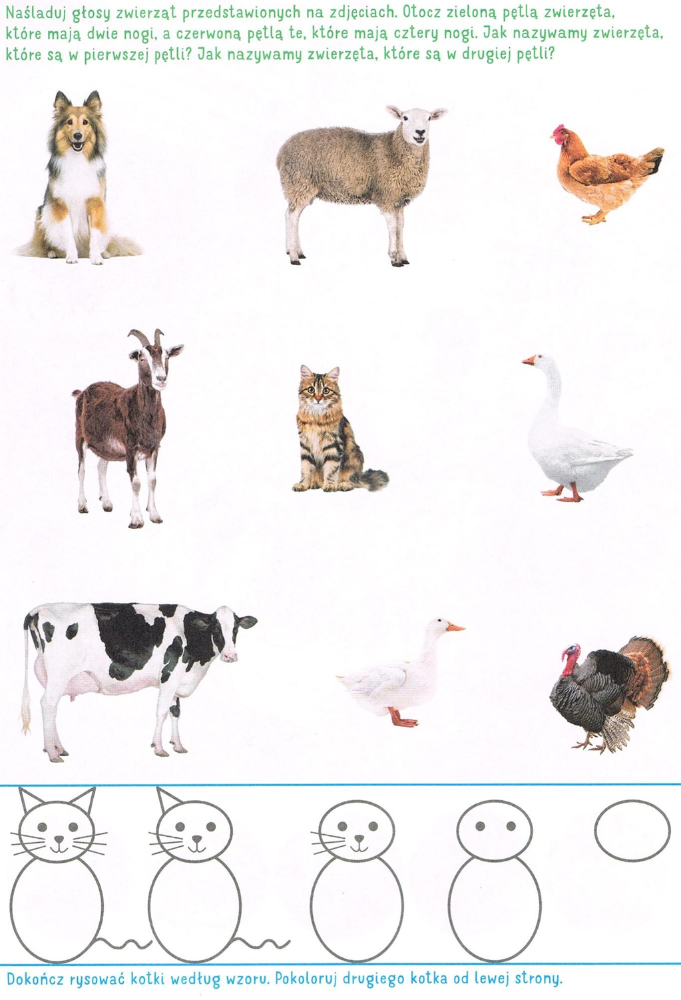 Naśladuj głosy zwierząt przedstawionych na zdjęciach. Otocz zieloną pętlą zwierzęta,
które mają dwie nogi, a czerwoną pętlą te, które mają cztery nogi. Jak nazywamy zwierzęta,
które są w pierwszej pętli? Jak nazywamy zwierzęta, które są w drugiej pętli?
Dokończ rysować kotki według wzoru. Pokoloruj drugiego kotka od lewej strony.